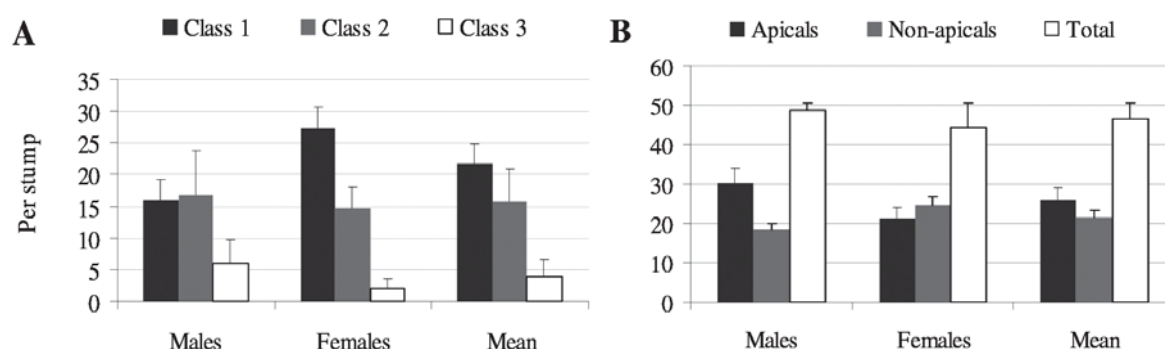 A
Class 1 Class 2 Class 3
Per stump
35
30
25
20
15
10
5
0
Males Females Mean
B
Apicals Non-apicals Total
60
50
40
30
20
10
0
Males Females Mean